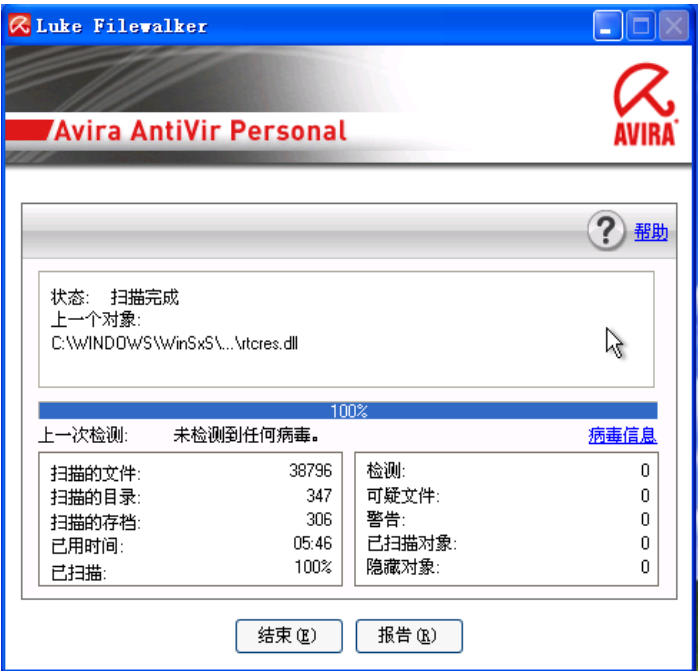 Luke Filewalker
Avira AntiVir Personal
AVIRA
? 帮助
状态: 扫描完成
上一个对象:
C:\WINDOWS\WinSxS\...\rtcres.dll
100%
上一次检测: 未检测到任何病毒。 病毒信息
扫描的文件: 38796
扫描的目录: 347
扫描的存档: 306
已用时间: 05:46
已扫描: 100%
检测: 0
可疑文件: 0
警告: 0
已扫描对象: 0
隐藏对象: 0
结束(E) 报告(R)